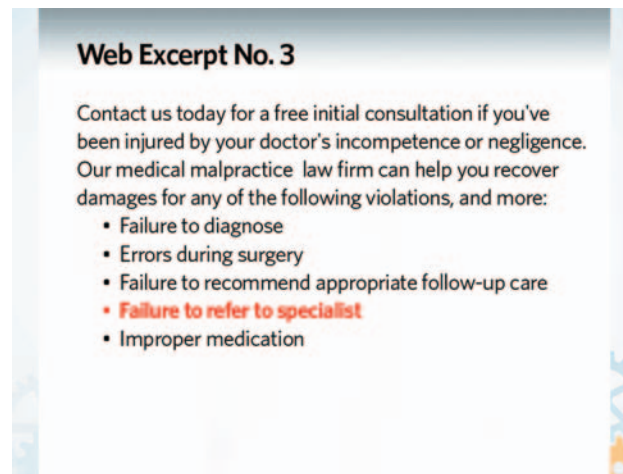 Web Excerpt No. 3
Contact us today for a free initial consultation if you've
been injured by your doctor's incompetence or negligence.
Our medical malpractice law firm can help you recover
damages for any of the following violations, and more:
• Failure to diagnose
• Errors during surgery
• Failure to recommend appropriate follow-up care
• Failure to refer to specialist
• Improper medication